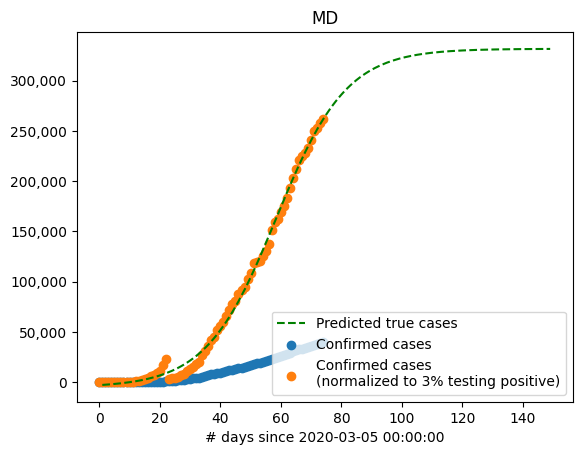 MD
300,000
250,000
200,000
150,000
100,000
50,000
0
Predicted true cases
Confirmed cases
Confirmed cases
(normalized to 3% testing positive)
0 20 40 60 80 100 120 140
# days since 2020-03-05 00:00:00